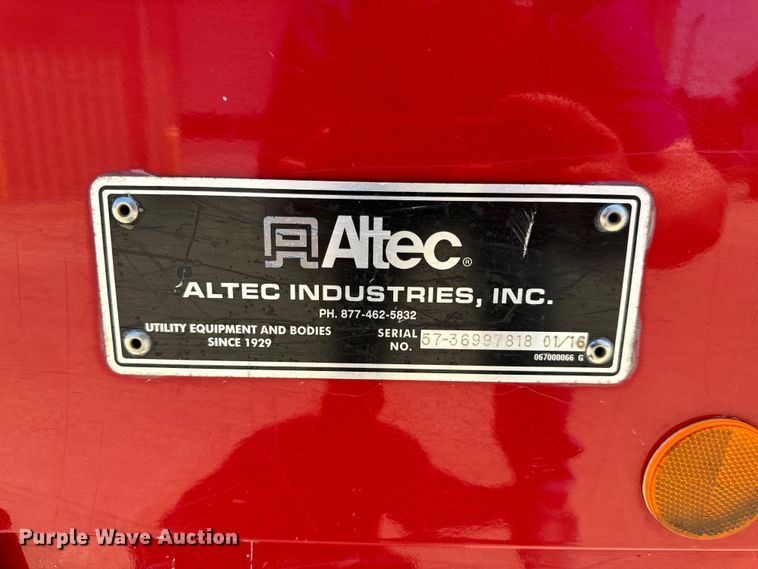 Altec®
ALTEC INDUSTRIES, INC.
PH. 877-462-5832
UTILITY EQUIPMENT AND BODIES
SINCE 1929
SERIAL NO. 57-36997818 01/16
067000066 G
Purple Wave Auction